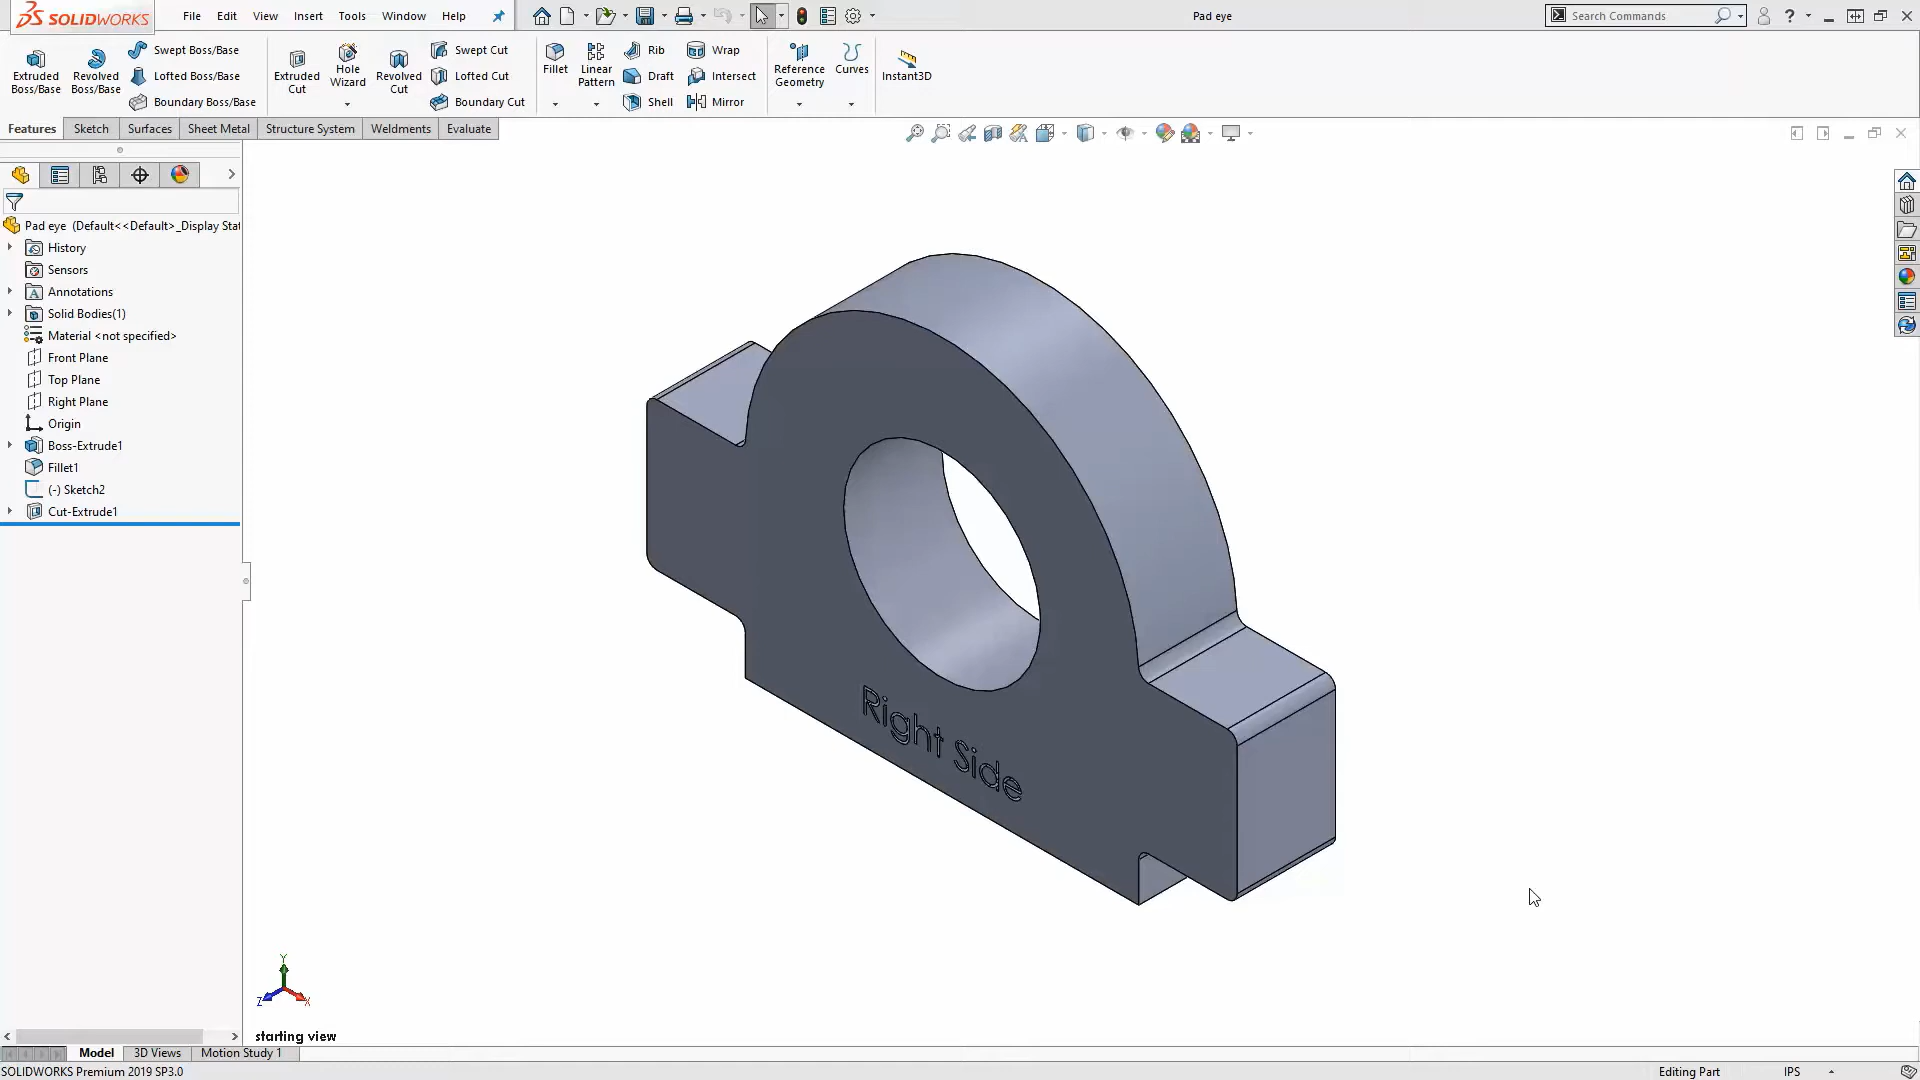 SOLIDWORKS
File Edit View Insert Tools Window Help
Pad eye
Search Commands
?
Extruded Boss/Base
Revolved Boss/Base
Swept Boss/Base
Lofted Boss/Base
Boundary Boss/Base
Extruded Cut
Hole Wizard
Revolved Cut
Swept Cut
Lofted Cut
Boundary Cut
Fillet
Linear Pattern
Rib
Draft
Shell
Wrap
Intersect
Mirror
Reference Geometry
Curves
Instant3D
Features Sketch Surfaces Sheet Metal Structure System Weldments Evaluate
Pad eye (Default<<Default>_Display Stat
History
Sensors
Annotations
Solid Bodies(1)
Material <not specified>
Front Plane
Top Plane
Right Plane
Origin
Boss-Extrude1
Fillet1
(-) Sketch2
Cut-Extrude1
Right Side
Y
Z
X
starting view
Model 3D Views Motion Study 1
SOLIDWORKS Premium 2019 SP3.0
Editing Part
IPS